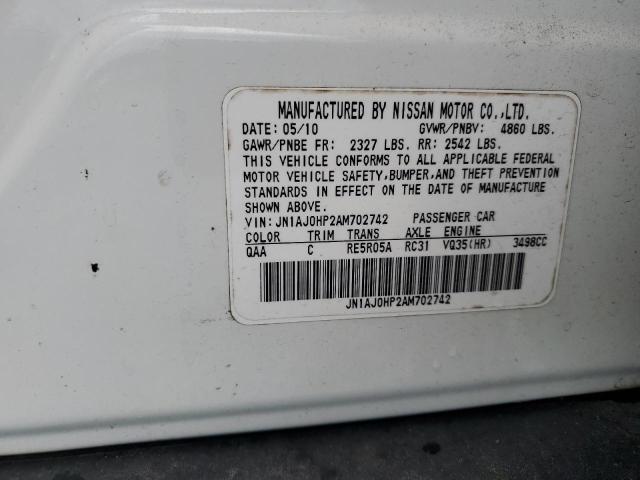 MANUFACTURED BY NISSAN MOTOR CO.,LTD.
DATE: 05/10 GVWR/PNBV: 4860 LBS.
GAWR/PNBE FR: 2327 LBS. RR: 2542 LBS.
THIS VEHICLE CONFORMS TO ALL APPLICABLE FEDERAL
MOTOR VEHICLE SAFETY,BUMPER,AND THEFT PREVENTION
STANDARDS IN EFFECT ON THE DATE OF MANUFACTURE
SHOWN ABOVE.
VIN: JN1AJ0HP2AM702742 PASSENGER CAR
COLOR TRIM TRANS AXLE ENGINE
QAA C RE5R05A RC31 VQ35(HR) 3498CC
JN1AJ0HP2AM702742